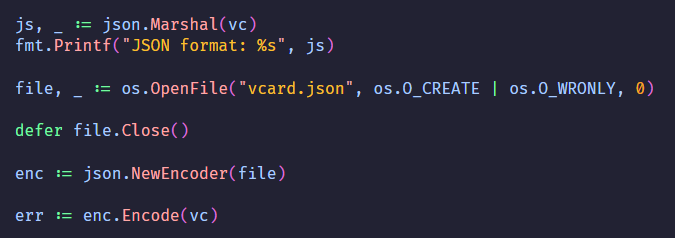 js, _ := json.Marshal(vc)
fmt.Printf("JSON format: %s", js)
file, _ := os.OpenFile("vcard.json", os.O_CREATE | os.O_WRONLY, 0)
defer file.Close()
enc := json.NewEncoder(file)
err := enc.Encode(vc)